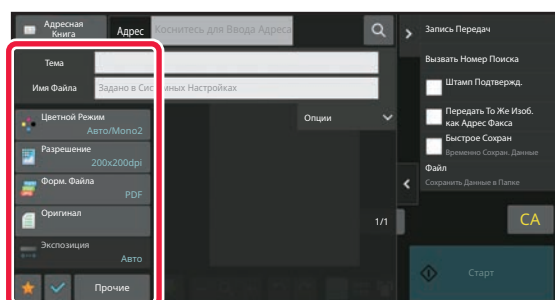 Адресная
Книга
Адрес
Коснитесь для Ввода Адреса
Тема
Имя Файла
Задано в Системных Настройках
Цветной Режим
Авто/Mono2
Опции
Разрешение
200x200dpi
Форм. Файла
PDF
Оригинал
1/1
Экспозиция
Авто
Прочие
Запись Передач
Вызвать Номер Поиска
Штамп Подтвержд.
Передать То Же Изоб.
как Адрес Факса
Быстрое Сохран
Временно Сохран. Данные
Файл
Сохранить Данные в Папке
CA
Старт